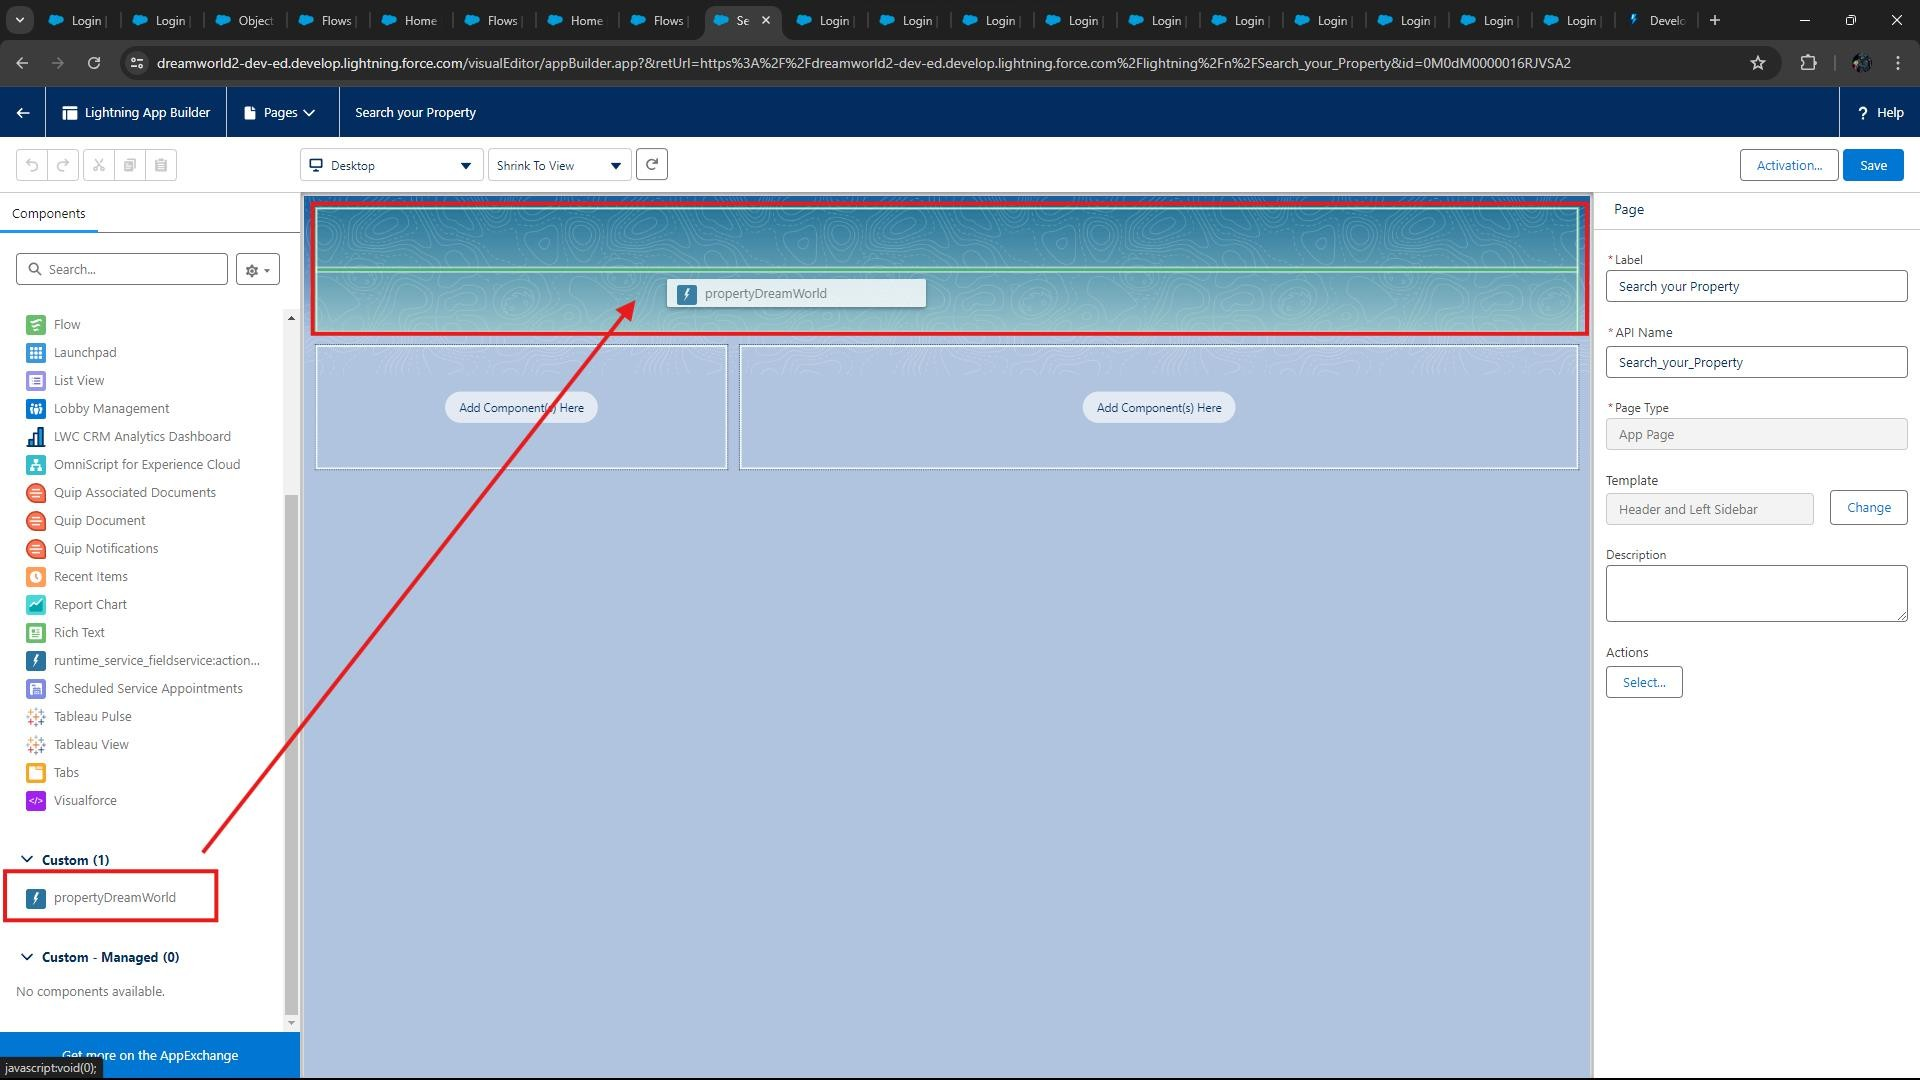 Login
Login
Object
Flows
Home
Flows
Home
Flows
Se
Login
Login
Login
Login
Login
Login
Login
Login
Login
Login
Develo
dreamworld2-dev-ed.develop.lightning.force.com/visualEditor/appBuilder.app?&retUrl=https%3A%2F%2Fdreamworld2-dev-ed.develop.lightning.force.com%2Flightning%2Fn%2FSearch_your_Property&id=0M0dM0000016RJVSA2
Lightning App Builder
Pages
Search your Property
? Help
Desktop
Shrink To View
Activation...
Save
Components
Search...
Flow
Launchpad
List View
Lobby Management
LWC CRM Analytics Dashboard
OmniScript for Experience Cloud
Quip Associated Documents
Quip Document
Quip Notifications
Recent Items
Report Chart
Rich Text
runtime_service_fieldservice:action...
Scheduled Service Appointments
Tableau Pulse
Tableau View
Tabs
Visualforce
Custom (1)
propertyDreamWorld
Custom - Managed (0)
No components available.
Get more on the AppExchange
javascript:void(0);
propertyDreamWorld
Add Component(s) Here
Add Component(s) Here
Page
*Label
Search your Property
*API Name
Search_your_Property
*Page Type
App Page
Template
Header and Left Sidebar
Change
Description
Actions
Select...